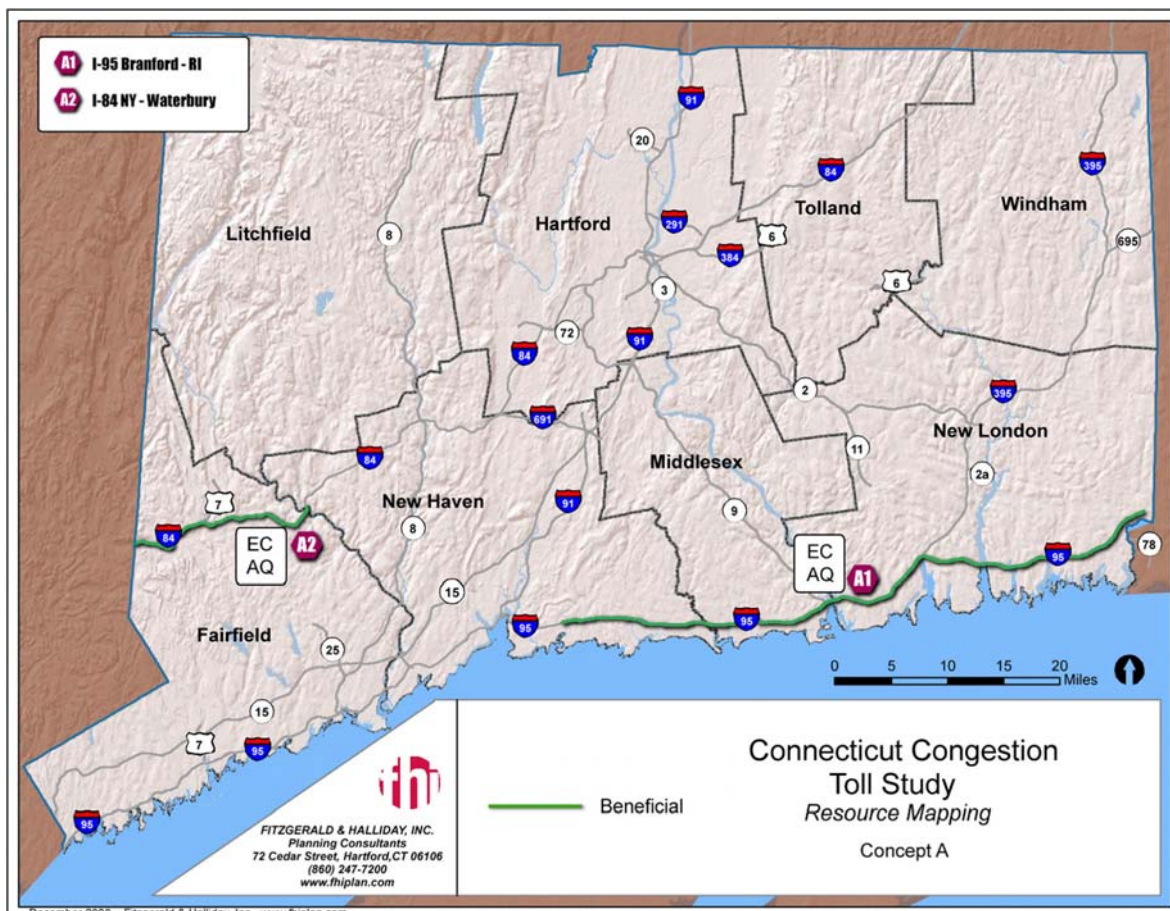 A1 I-95 Branford - RI
A2 I-84 NY - Waterbury
91
20
395
84
Windham
Litchfield
Hartford
Tolland
8
291
6
695
384
6
3
72
91
84
2
395
691
New London
84
Middlesex
11
2a
7
New Haven
91
9
8
84
EC
AQ
A2
EC
AQ
A1
95
78
15
95
95
Fairfield
25
0 5 10 15 20
Miles
15
7
95
95
fhi
FITZGERALD & HALLIDAY, INC.
Planning Consultants
72 Cedar Street, Hartford,CT 06106
(860) 247-7200
www.fhiplan.com
Beneficial
Connecticut Congestion
Toll Study
Resource Mapping
Concept A